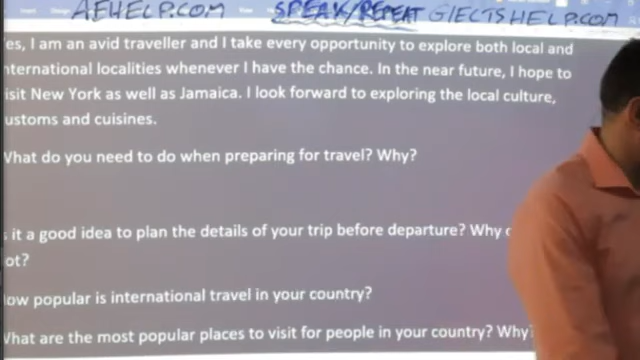 AEHELP.COM SPEAK/REPEAT GIELTSHELP.COM
es, I am an avid traveller and I take every opportunity to explore both local and
nternational localities whenever I have the chance. In the near future, I hope to
isit New York as well as Jamaica. I look forward to exploring the local culture,
ustoms and cuisines.
What do you need to do when preparing for travel? Why?
it a good idea to plan the details of your trip before departure? Why
ot?
ow popular is international travel in your country?
What are the most popular places to visit for people in your country? Why?